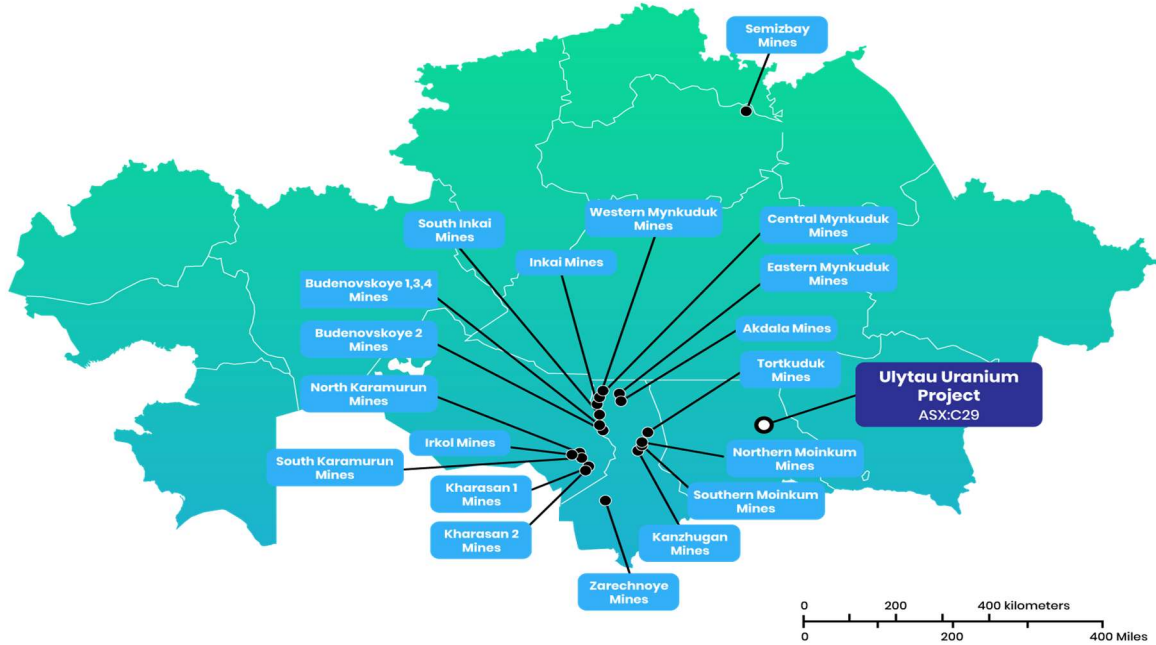 Semizbay
Mines
Western Mynkuduk
Mines
Central Mynkuduk
Mines
South Inkai
Mines
Inkai Mines
Eastern Mynkuduk
Mines
Budenovskoye 1,3,4
Mines
Budenovskoye 2
Mines
Akdala Mines
Tortkuduk
Mines
Ulytau Uranium
Project
ASX:C29
North Karamurun
Mines
Irkol Mines
South Karamurun
Mines
Northern Moinkum
Mines
Kharasan 1
Mines
Southern Moinkum
Mines
Kharasan 2
Mines
Kanzhugan
Mines
Zarechnoye
Mines
0 200 400 kilometers
0 200 400 Miles